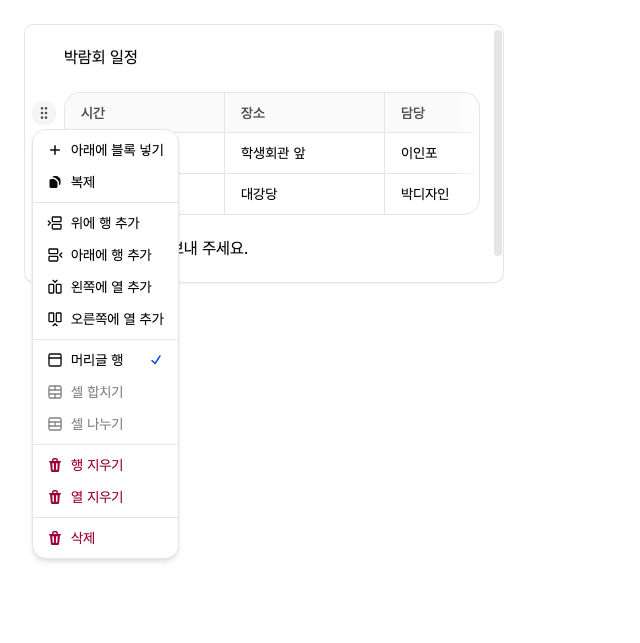 박람회 일정
시간 장소 담당
학생회관 앞 이인포
대강당 박디자인
보내 주세요.
아래에 블록 넣기
복제
위에 행 추가
아래에 행 추가
왼쪽에 열 추가
오른쪽에 열 추가
머리글 행
셀 합치기
셀 나누기
행 지우기
열 지우기
삭제